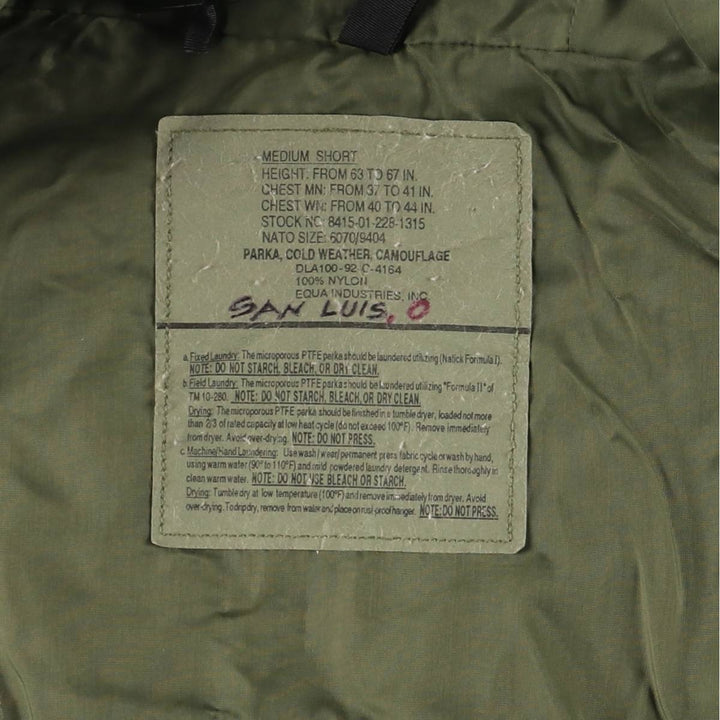 MEDIUM SHORT
HEIGHT: FROM 63 TO 67 IN.
CHEST MN: FROM 37 TO 41 IN.
CHEST WN: FROM 40 TO 44 IN.
STOCK NO: 8415-01-228-1315
NATO SIZE: 6070/9404
PARKA, COLD WEATHER, CAMOUFLAGE
DLA100-92-C-4164
100% NYLON
EQUA INDUSTRIES, INC.
SAN LUIS, O
a. Fixed Laundry: The microporous PTFE parka should be laundered utilizing (Natick Formula I).
NOTE: DO NOT STARCH, BLEACH, OR DRY CLEAN.
b. Field Laundry: The microporous PTFE parka should be laundered utilizing "Formula II" of
TM 10-280. NOTE: DO NOT STARCH, BLEACH, OR DRY CLEAN.
Drying: The microporous PTFE parka should be finished in a tumble dryer, loaded not more
than 2/3 of rated capacity at low heat cycle (do not exceed 100°F). Remove immediately
from dryer. Avoid over-drying. NOTE: DO NOT PRESS.
c. Machine/Hand Laundering: Use wash/wear/permanent press fabric cycle or wash by hand,
using warm water (90° to 110°F) and mild powdered laundry detergent. Rinse thoroughly in
clean warm water. NOTE: DO NOT USE BLEACH OR STARCH.
Drying: Tumble dry at low temperature (100°F) and remove immediately from dryer. Avoid
over-drying. To drip dry, remove from water and place on rust-proof hanger. NOTE: DO NOT PRESS.